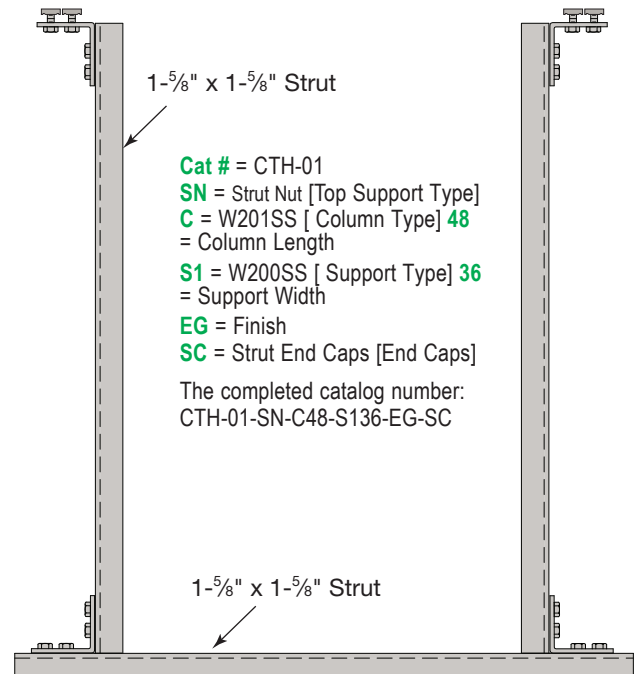 1-⅝" x 1-⅝" Strut
Cat # = CTH-01
SN = Strut Nut [Top Support Type]
C = W201SS [ Column Type] 48
= Column Length
S1 = W200SS [ Support Type] 36
= Support Width
EG = Finish
SC = Strut End Caps [End Caps]
The completed catalog number:
CTH-01-SN-C48-S136-EG-SC
1-⅝" x 1-⅝" Strut